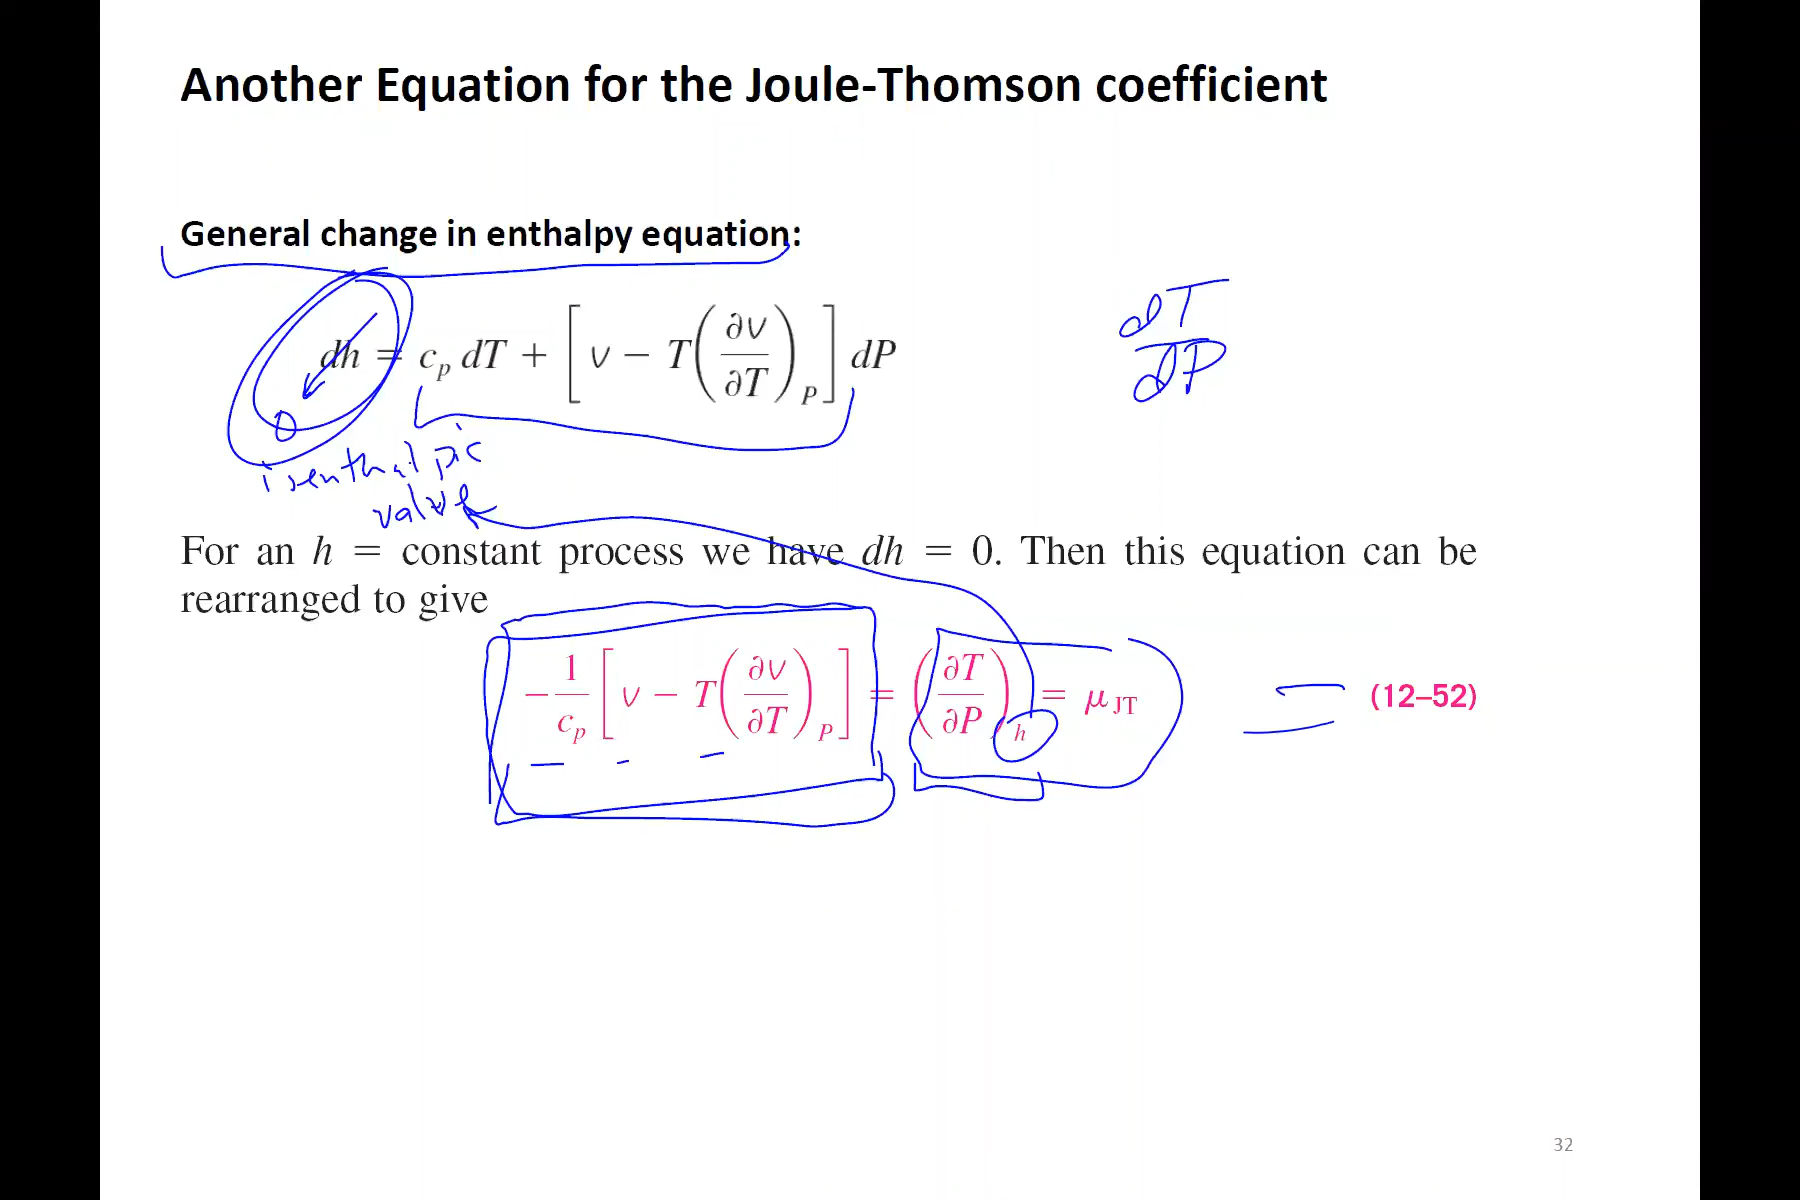 Another Equation for the Joule-Thomson coefficient
General change in enthalpy equation:
dh = c_p dT + [v − T(∂v/∂T)_P] dP
dT/dP
0
isenthalpic
valve
For an h = constant process we have dh = 0. Then this equation can be
rearranged to give
−1/c_p [v − T(∂v/∂T)_P] = (∂T/∂P)_h = μ_JT (12–52)
32